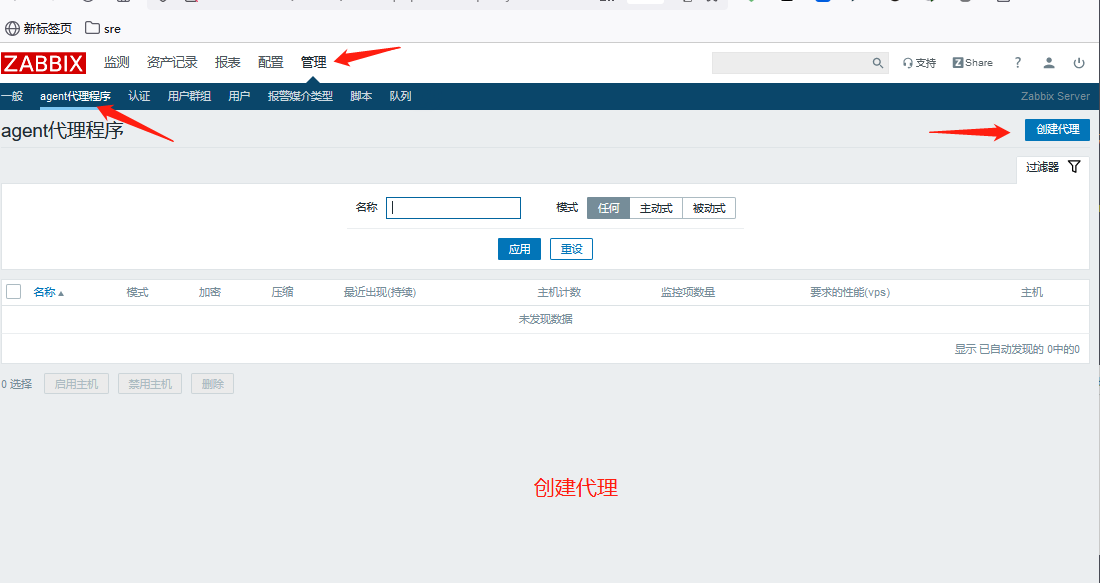 新标签页 sre
ZABBIX 监测 资产记录 报表 配置 管理 支持 Z Share ?
一般 agent代理程序 认证 用户群组 用户 报警媒介类型 脚本 队列 Zabbix Server
agent代理程序 创建代理
过滤器
名称 模式 任何 主动式 被动式
应用 重设
名称 模式 加密 压缩 最近出现(持续) 主机计数 监控项数量 要求的性能(vps) 主机
未发现数据
显示 已自动发现的 0中的0
0 选择 启用主机 禁用主机 删除
创建代理